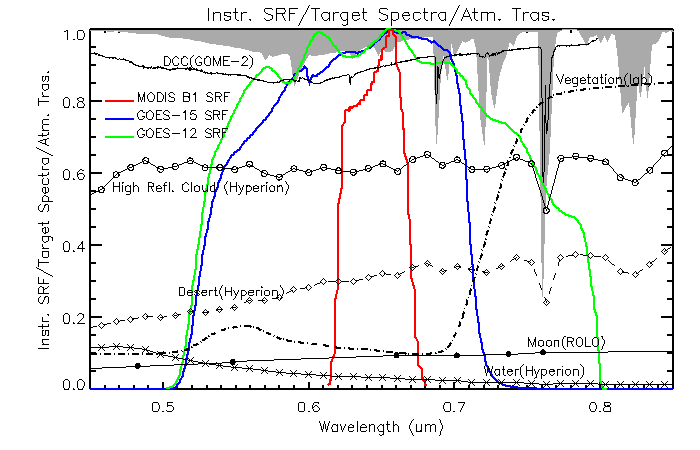 Instr. SRF/Target Spectra/Atm. Tras.
1.0
DCC(GOME-2)
Vegetation(lab)
MODIS B1 SRF
0.8
GOES-15 SRF
GOES-12 SRF
0.6
High Refl. Cloud (Hyperion)
0.4
Desert(Hyperion)
0.2
Moon(ROLO)
Water(Hyperion)
0.0
0.5 0.6 0.7 0.8
Wavelength (um)
Instr. SRF/Target Spectra/Atm. Tras.